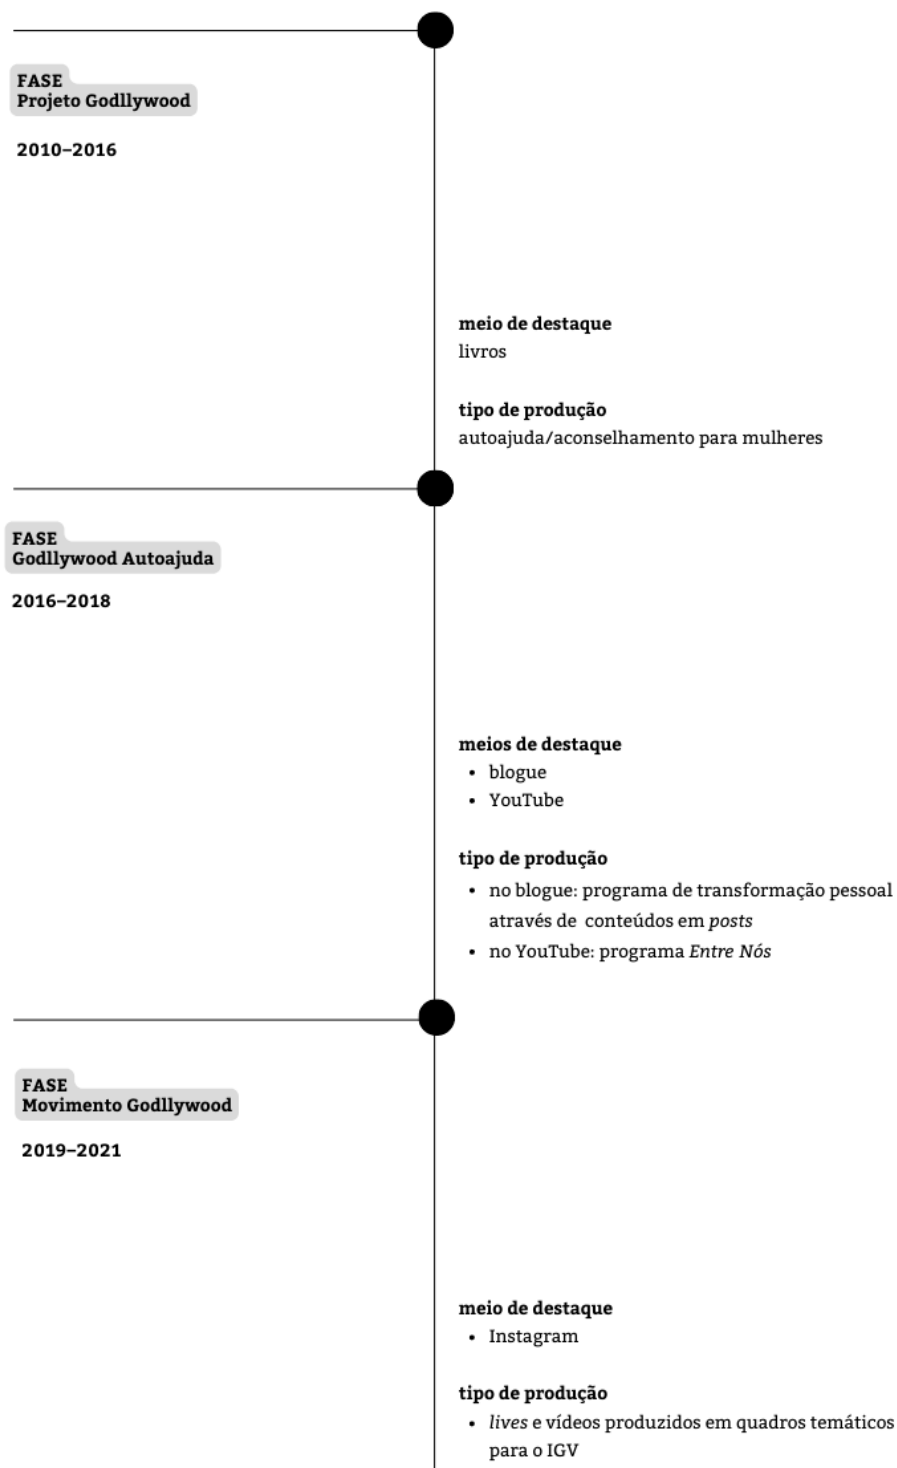 FASE
Projeto Godllywood
2010–2016
meio de destaque
livros
tipo de produção
autoajuda/aconselhamento para mulheres
FASE
Godllywood Autoajuda
2016–2018
meios de destaque
• blogue
• YouTube
tipo de produção
• no blogue: programa de transformação pessoal
através de conteúdos em posts
• no YouTube: programa Entre Nós
FASE
Movimento Godllywood
2019–2021
meio de destaque
• Instagram
tipo de produção
• lives e vídeos produzidos em quadros temáticos
para o IGV